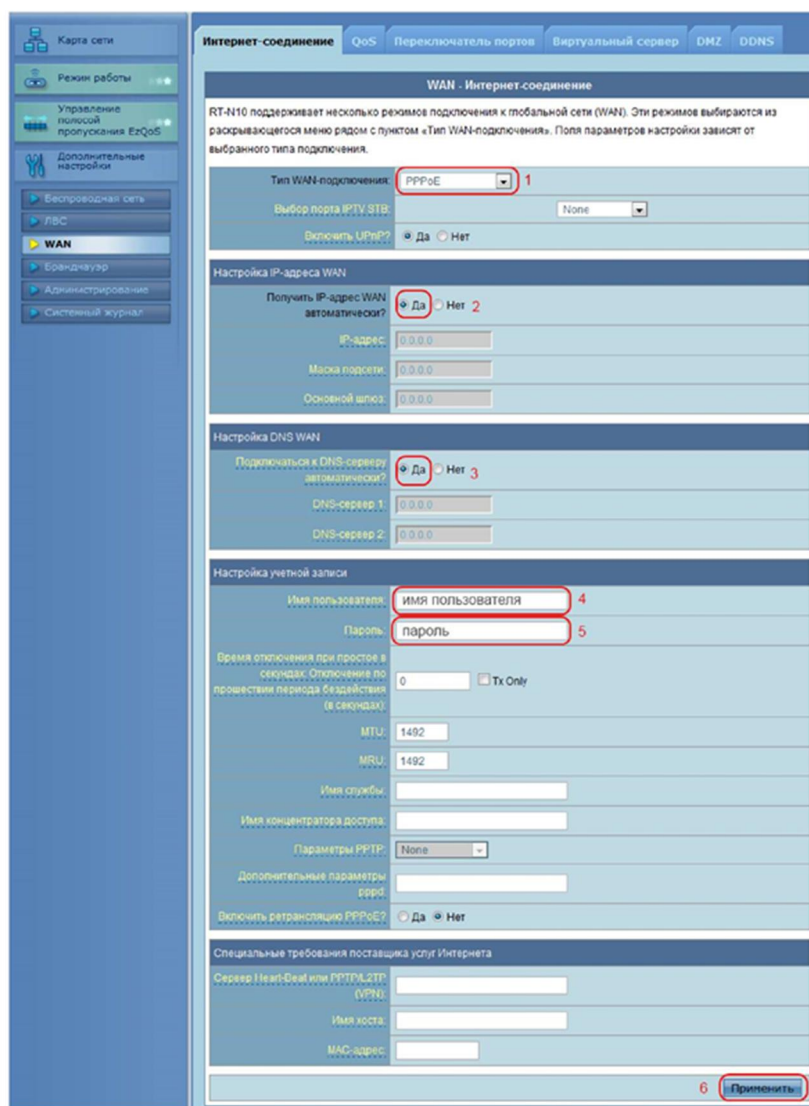 Карта сети
Режим работы
Управление
полосой
пропускания EzQoS
Дополнительные
настройки
Беспроводная сеть
ЛВС
WAN
Брандмауэр
Администрирование
Системный журнал
Интернет-соединение QoS Переключатель портов Виртуальный сервер DMZ DDNS
WAN - Интернет-соединение
RT-N10 поддерживает несколько режимов подключения к глобальной сети (WAN). Эти режимов выбираются из
раскрывающегося меню рядом с пунктом «Тип WAN-подключения». Поля параметров настройки зависят от
выбранного типа подключения.
Тип WAN-подключения: PPPoE 1
Выбор порта IPTV STB: None
Включить UPnP? Да Нет
Настройка IP-адреса WAN
Получить IP-адрес WAN
автоматически? Да Нет 2
IP-адрес: 0.0.0.0
Маска подсети: 0.0.0.0
Основной шлюз: 0.0.0.0
Настройка DNS WAN
Подключаться к DNS-серверу
автоматически? Да Нет 3
DNS-сервер 1: 0.0.0.0
DNS-сервер 2: 0.0.0.0
Настройка учетной записи
Имя пользователя: имя пользователя 4
Пароль: пароль 5
Время отключения при простое в
секундах: Отключение по
прошествии периода бездействия
(в секундах): 0 Tx Only
MTU: 1492
MRU: 1492
Имя службы:
Имя концентратора доступа:
Параметры PPTP: None
Дополнительные параметры
pppd:
Включить ретрансляцию PPPoE? Да Нет
Специальные требования поставщика услуг Интернета
Сервер Heart-Beat или PPTP/L2TP
(VPN):
Имя хоста:
MAC-адрес:
6 Применить